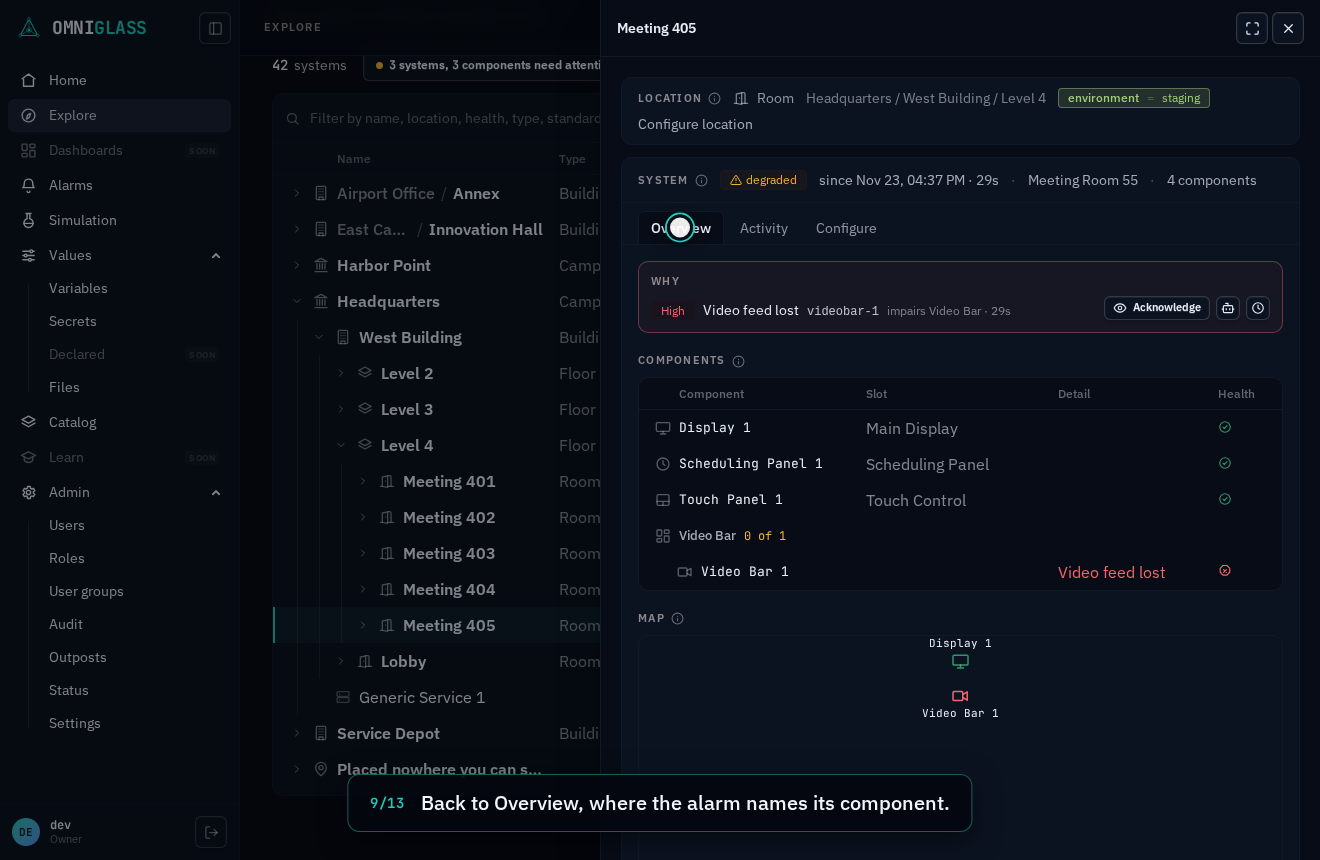 OMNIGLASS
Home
Explore
Dashboards SOON
Alarms
Simulation
Values
Variables
Secrets
Declared SOON
Files
Catalog
Learn SOON
Admin
Users
Roles
User groups
Audit
Outposts
Status
Settings
DE dev
Owner
EXPLORE
42 systems
3 systems, 3 components need attenti
Filter by name, location, health, type, standard
Name Type
Airport Office / Annex Buildi
East Ca... / Innovation Hall Buildi
Harbor Point Camp
Headquarters Camp
West Building Buildi
Level 2 Floor
Level 3 Floor
Level 4 Floor
Meeting 401 Room
Meeting 402 Room
Meeting 403 Room
Meeting 404 Room
Meeting 405 Room
Lobby Room
Generic Service 1
Service Depot Buildi
Placed nowhere you can s...
Meeting 405
LOCATION Room Headquarters / West Building / Level 4 environment = staging
Configure location
SYSTEM degraded since Nov 23, 04:37 PM · 29s · Meeting Room 55 · 4 components
Overview Activity Configure
WHY
High Video feed lost videobar-1 impairs Video Bar · 29s Acknowledge
COMPONENTS
Component Slot Detail Health
Display 1 Main Display
Scheduling Panel 1 Scheduling Panel
Touch Panel 1 Touch Control
Video Bar 0 of 1
Video Bar 1 Video feed lost
MAP
Display 1
Video Bar 1
9/13 Back to Overview, where the alarm names its component.